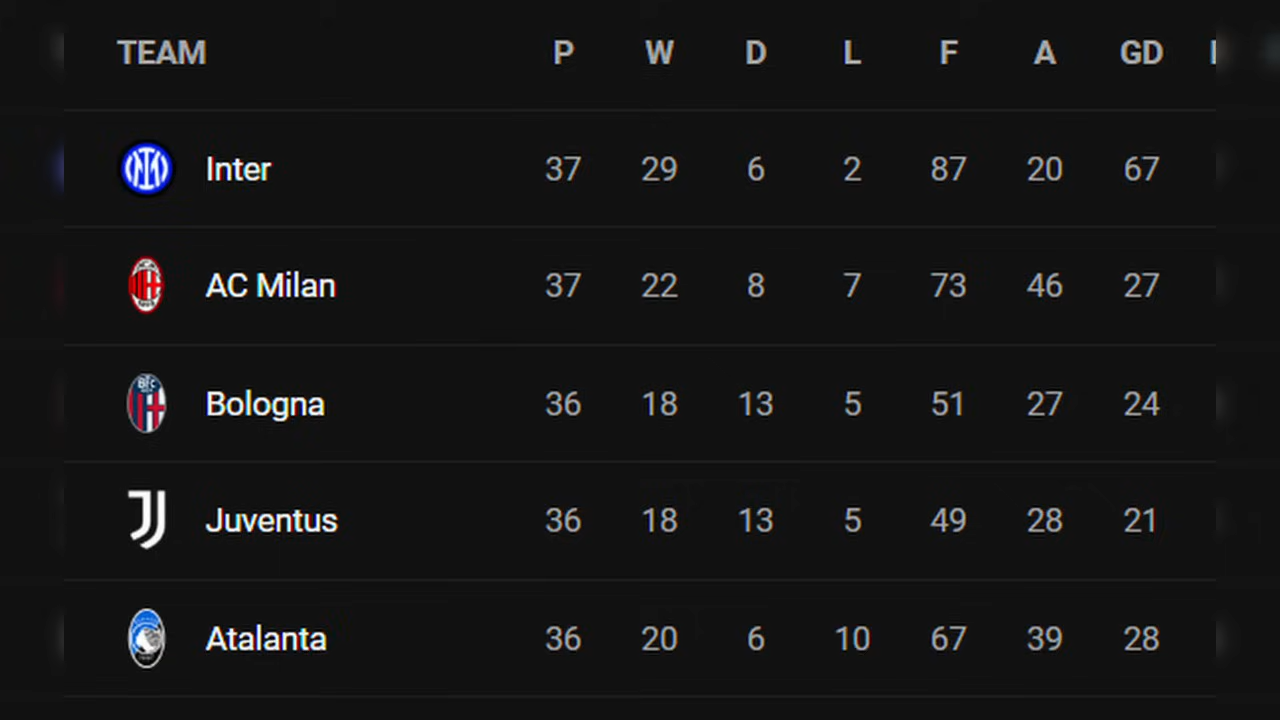 TEAM P W D L F A GD
Inter 37 29 6 2 87 20 67
AC Milan 37 22 8 7 73 46 27
Bologna 36 18 13 5 51 27 24
Juventus 36 18 13 5 49 28 21
Atalanta 36 20 6 10 67 39 28